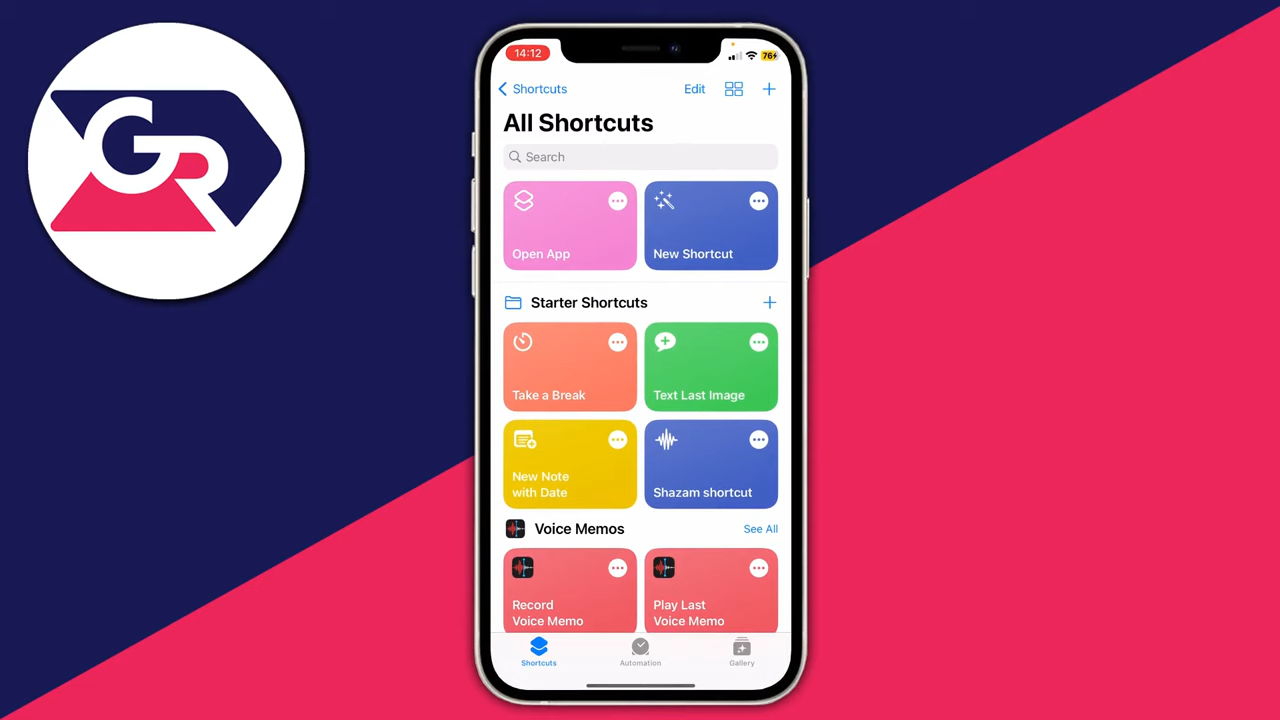 GR
14:12
76
Shortcuts
Edit
All Shortcuts
Search
Open App
New Shortcut
Starter Shortcuts
Take a Break
Text Last Image
New Note
with Date
Shazam shortcut
Voice Memos
See All
Record
Voice Memo
Play Last
Voice Memo
Shortcuts
Automation
Gallery